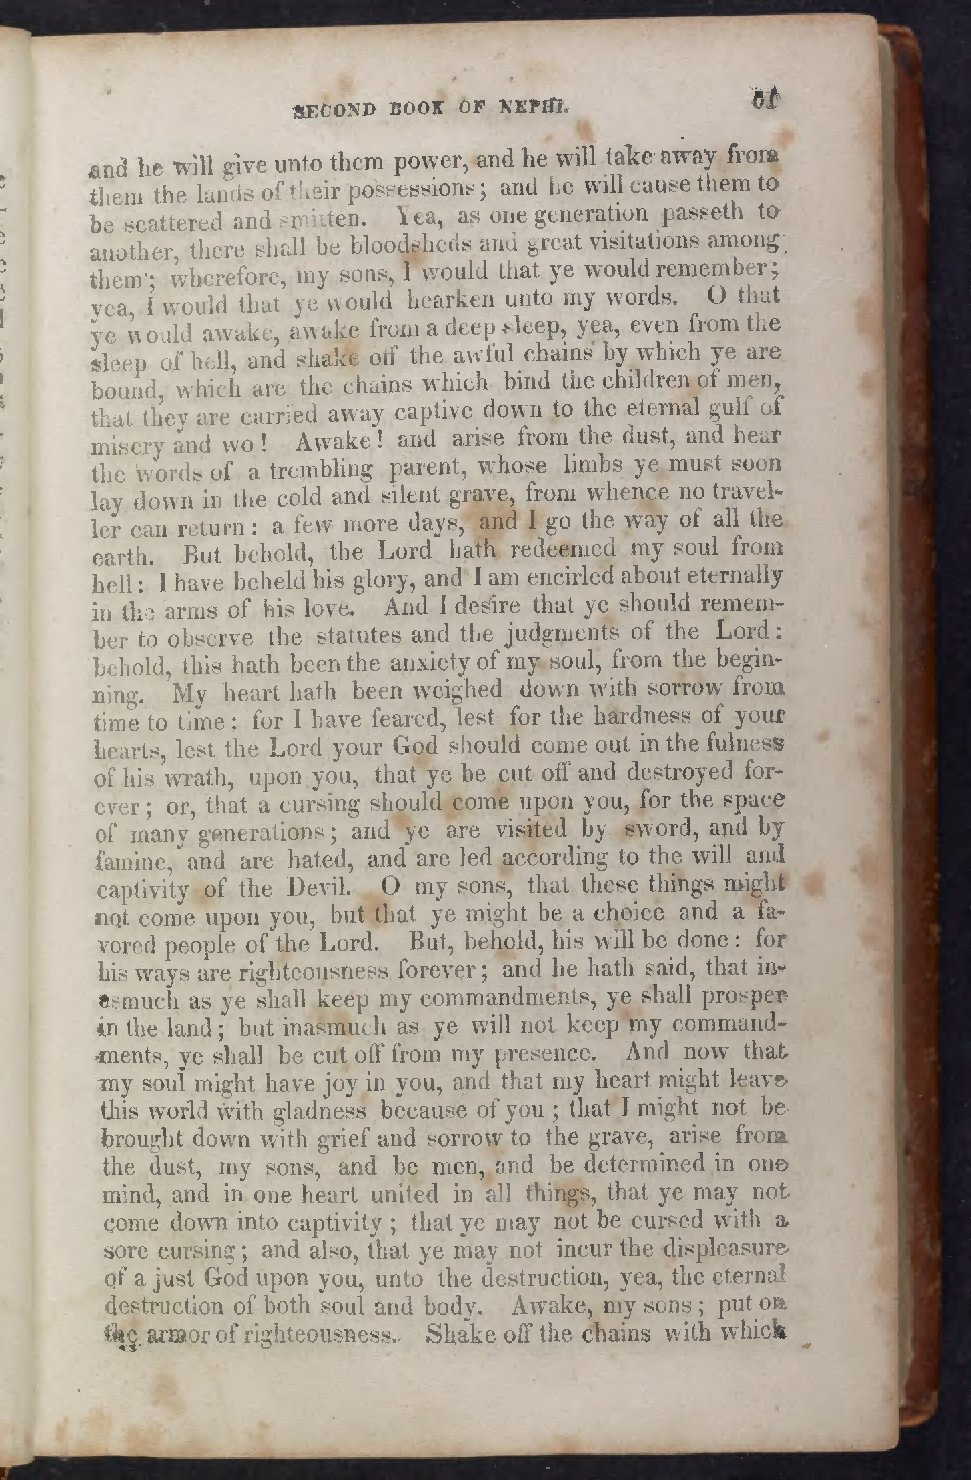 SECOND BOOK OF NEPHI. 61
and he will give unto them power, and he will take away from
them the lands of their possessions; and he will cause them to
be scattered and smitten. Yea, as one generation passeth to
another, there shall be bloodsheds and great visitations among
them; wherefore, my sons, I would that ye would remember;
yea, I would that ye would hearken unto my words. O that
ye would awake, awake from a deep sleep, yea, even from the
sleep of hell, and shake off the awful chains by which ye are
bound, which are the chains which bind the children of men,
that they are carried away captive down to the eternal gulf of
misery and wo! Awake! and arise from the dust, and hear
the words of a trembling parent, whose limbs ye must soon
lay down in the cold and silent grave, from whence no travel-
ler can return: a few more days, and I go the way of all the
earth. But behold, the Lord hath redeemed my soul from
hell: I have beheld his glory, and I am encirled about eternally
in the arms of his love. And I desire that ye should remem-
ber to observe the statutes and the judgments of the Lord:
behold, this hath been the anxiety of my soul, from the begin-
ning. My heart hath been weighed down with sorrow from
time to time: for I have feared, lest for the hardness of your
hearts, lest the Lord your God should come out in the fulness
of his wrath, upon you, that ye be cut off and destroyed for-
ever; or, that a cursing should come upon you, for the space
of many generations; and ye are visited by sword, and by
famine, and are hated, and are led according to the will and
captivity of the Devil. O my sons, that these things might
not come upon you, but that ye might be a choice and a fa-
vored people of the Lord. But, behold, his will be done: for
his ways are righteousness forever; and he hath said, that in-
asmuch as ye shall keep my commandments, ye shall prosper
in the land; but inasmuch as ye will not keep my command-
ments, ye shall be cut off from my presence. And now that
my soul might have joy in you, and that my heart might leave
this world with gladness because of you; that I might not be
brought down with grief and sorrow to the grave, arise from
the dust, my sons, and be men, and be determined in one
mind, and in one heart united in all things, that ye may not
come down into captivity; that ye may not be cursed with a
sore cursing; and also, that ye may not incur the displeasure
of a just God upon you, unto the destruction, yea, the eternal
destruction of both soul and body. Awake, my sons; put on
the armor of righteousness. Shake off the chains with which